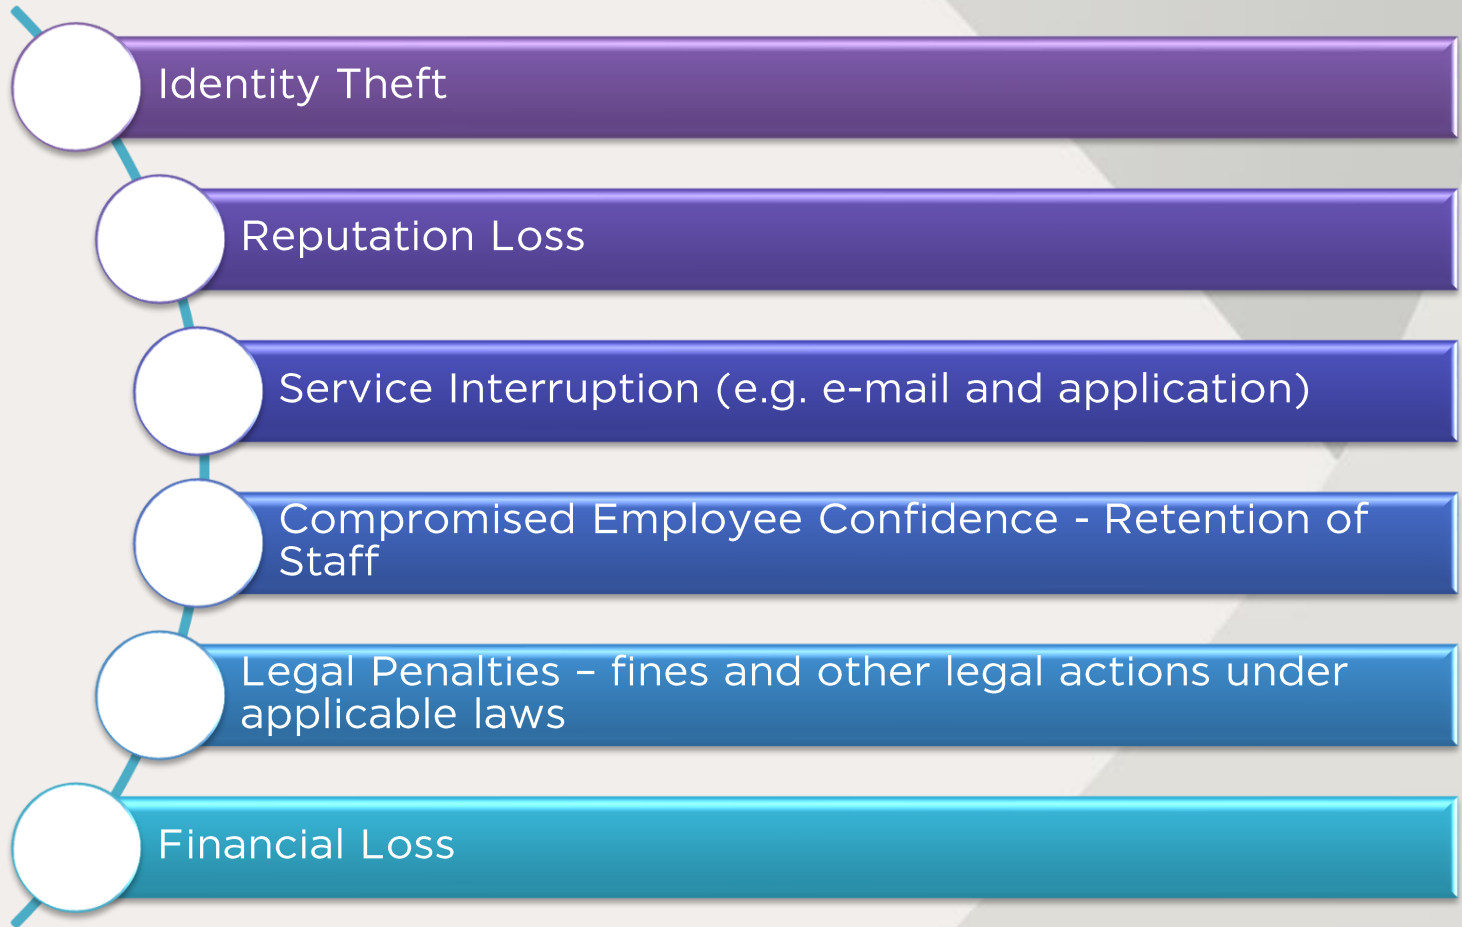 Identity Theft
Reputation Loss
Service Interruption (e.g. e-mail and application)
Compromised Employee Confidence - Retention of
Staff
Legal Penalties – fines and other legal actions under
applicable laws
Financial Loss